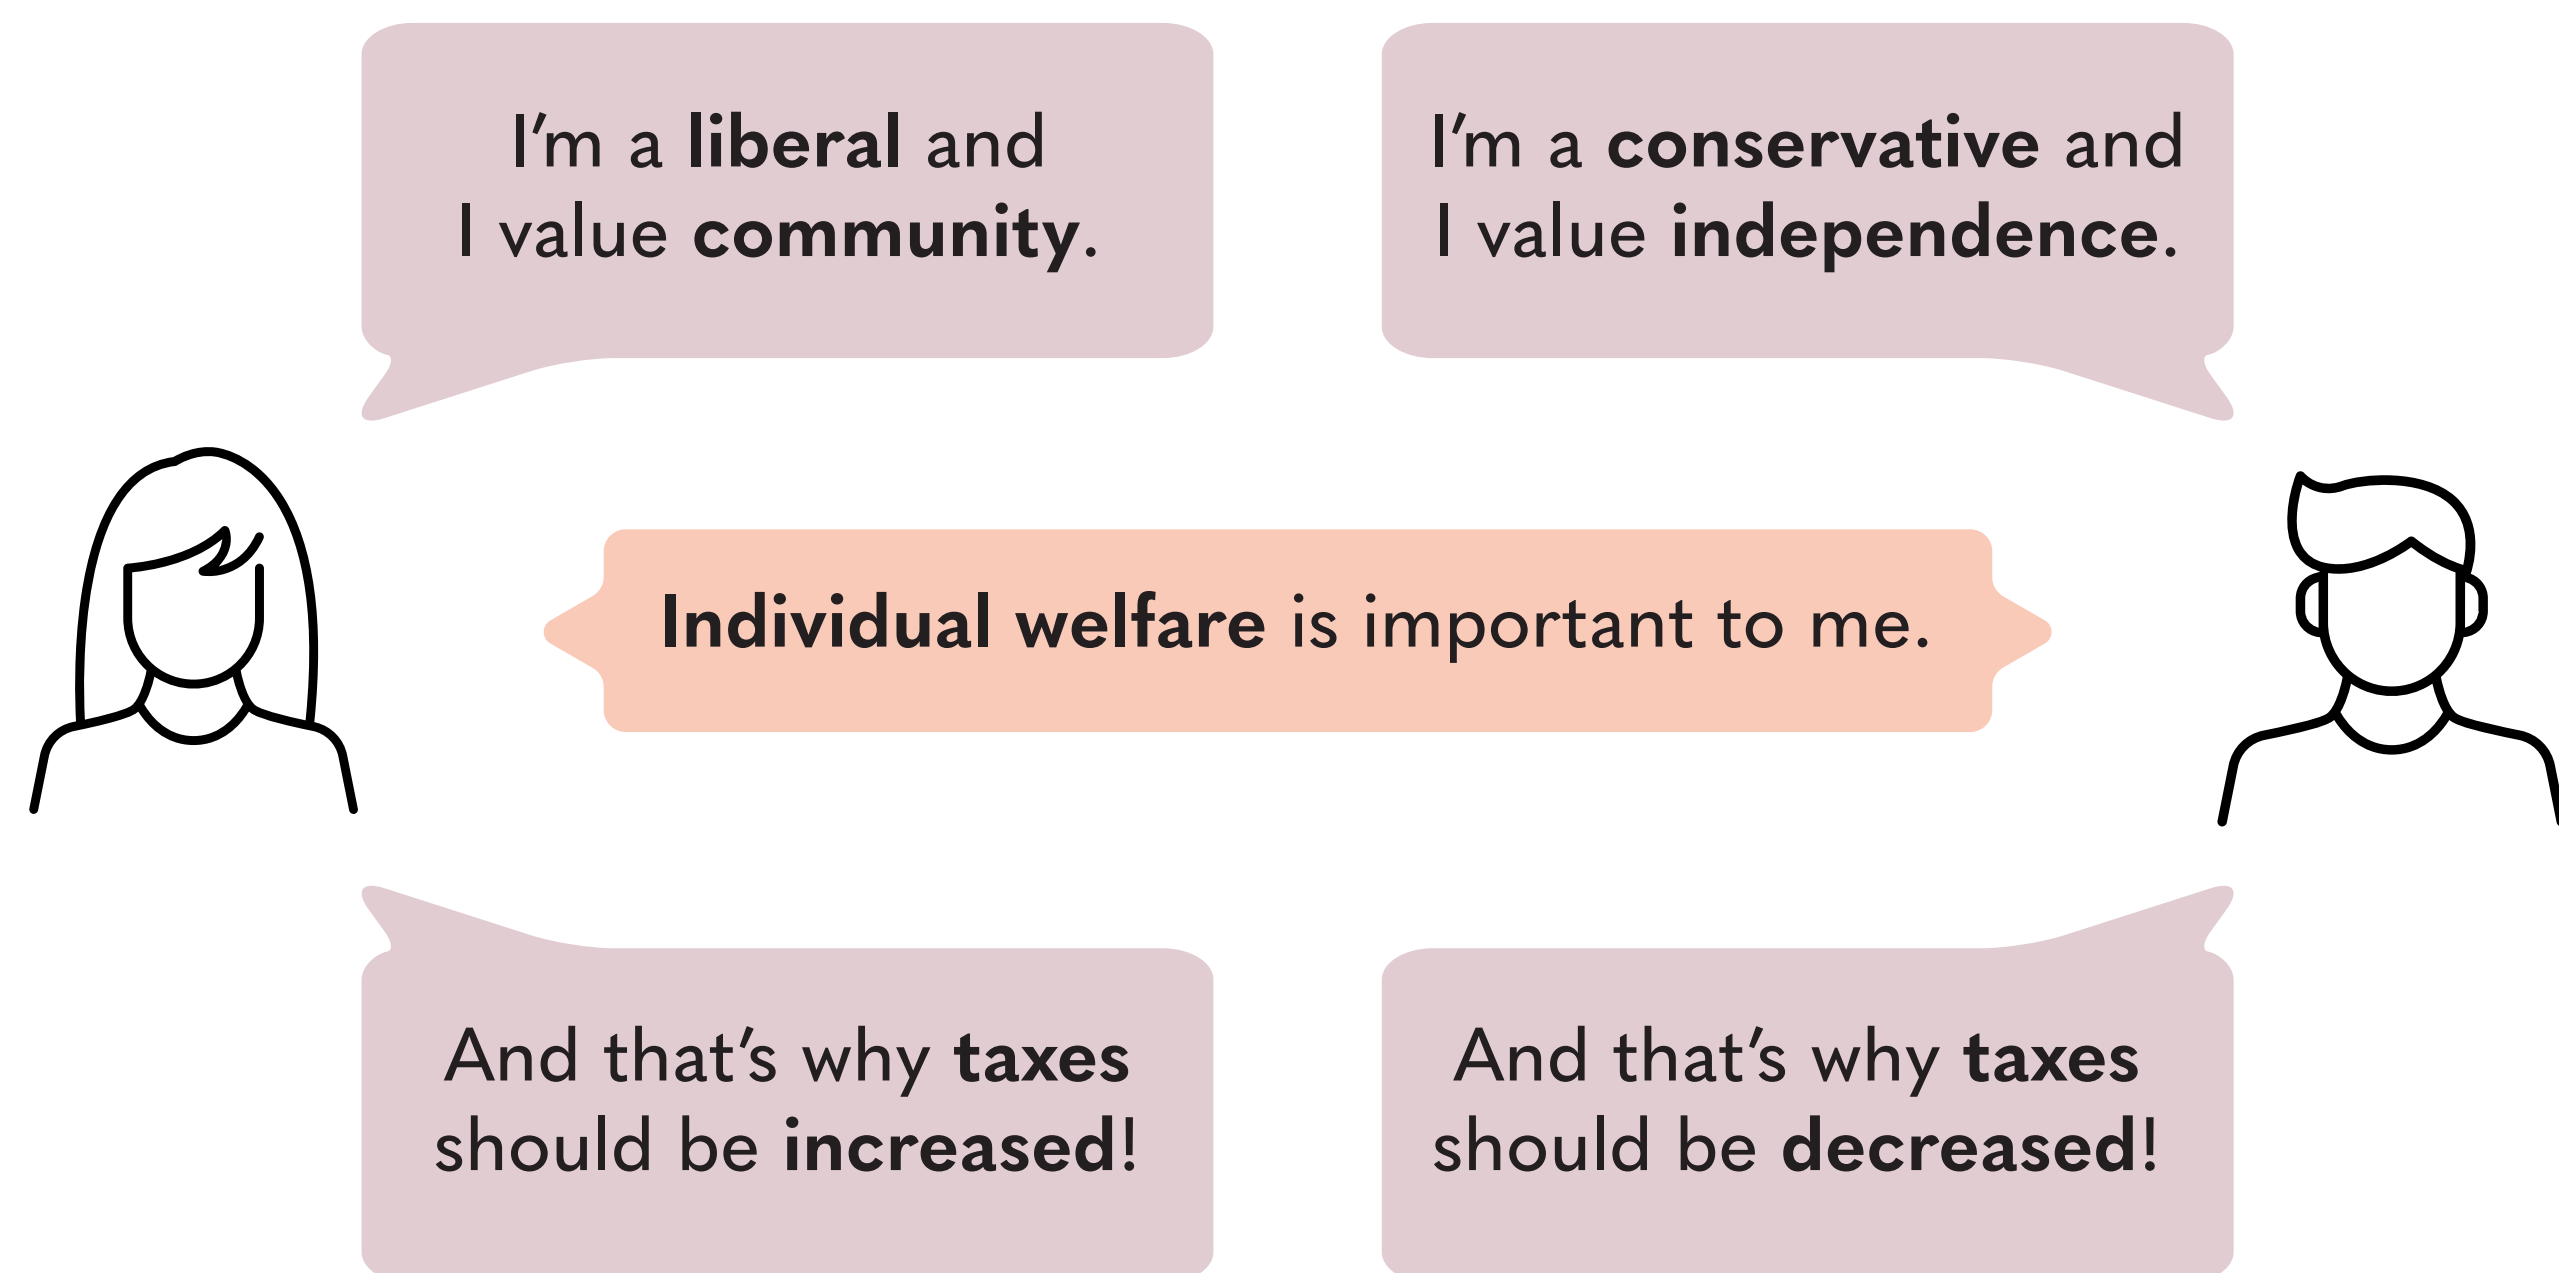 I’m a liberal and
I value community.
I’m a conservative and
I value independence.
Individual welfare is important to me.
And that’s why taxes
should be increased!
And that’s why taxes
should be decreased!